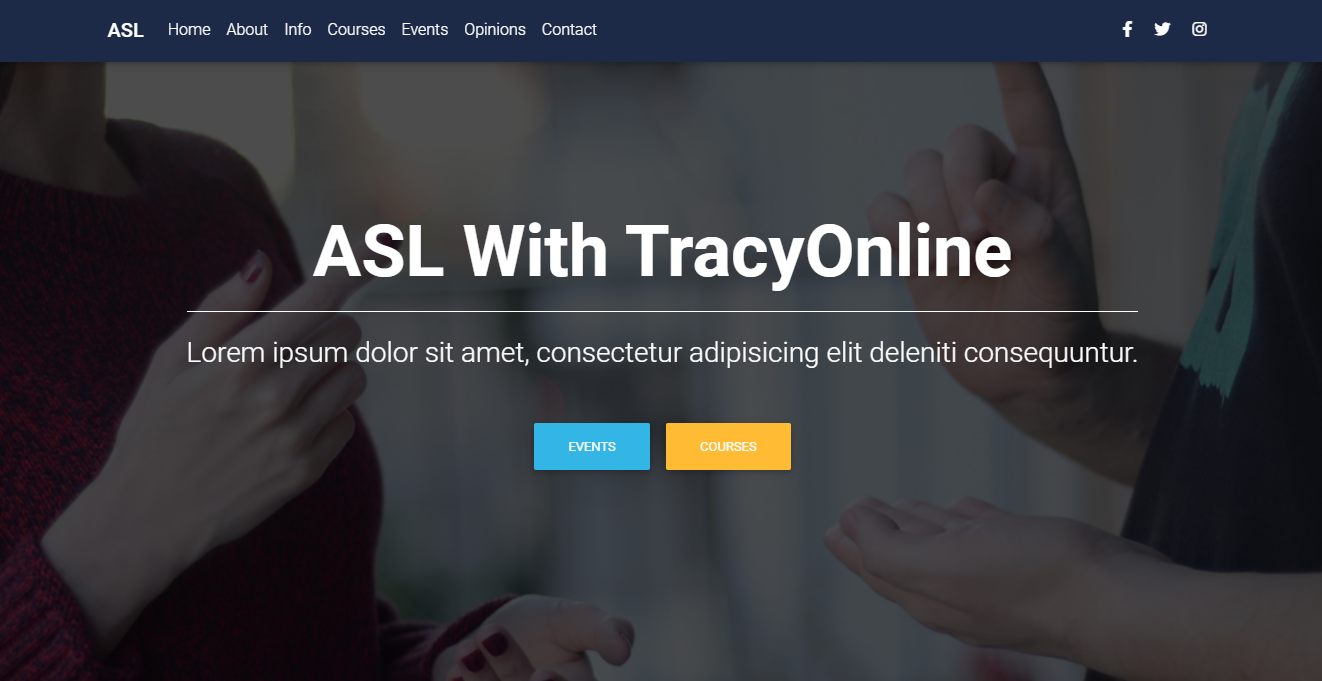 ASL Home About Info Courses Events Opinions Contact
ASL With TracyOnline
Lorem ipsum dolor sit amet, consectetur adipisicing elit deleniti consequuntur.
EVENTS COURSES